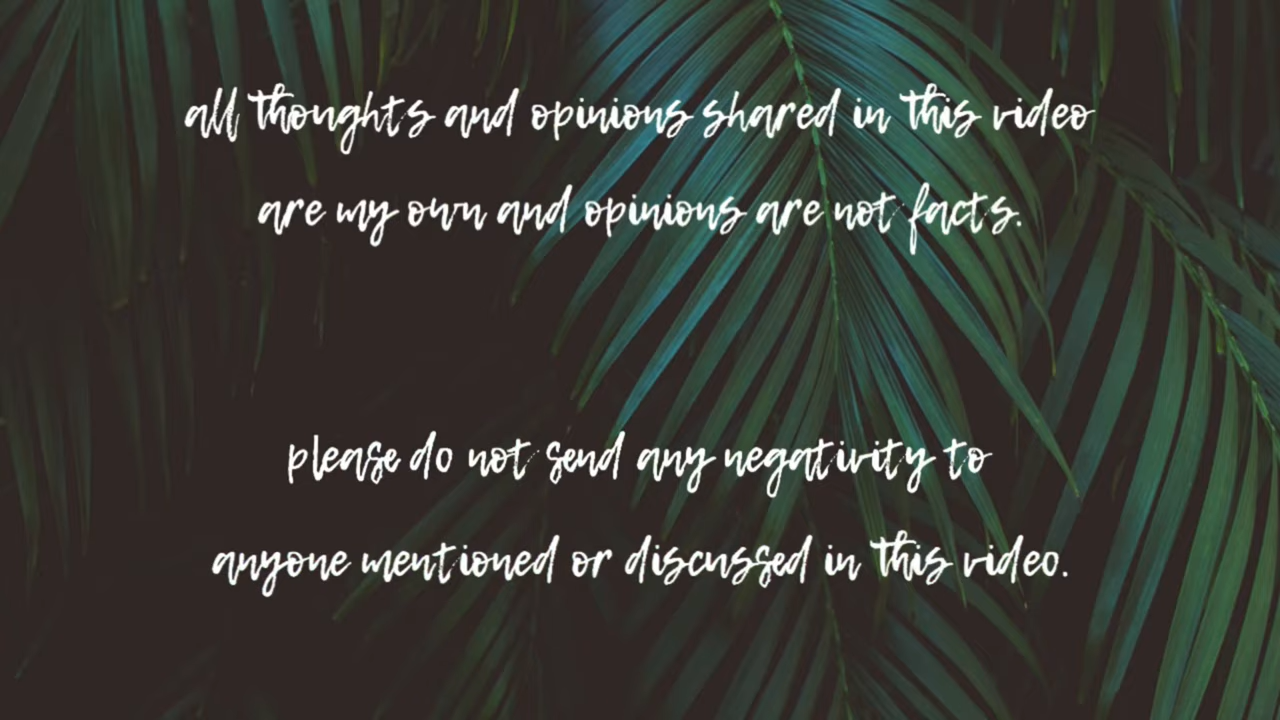 all thoughts and opinions shared in this video
are my own and opinions are not facts.
please do not send any negativity to
anyone mentioned or discussed in this video.